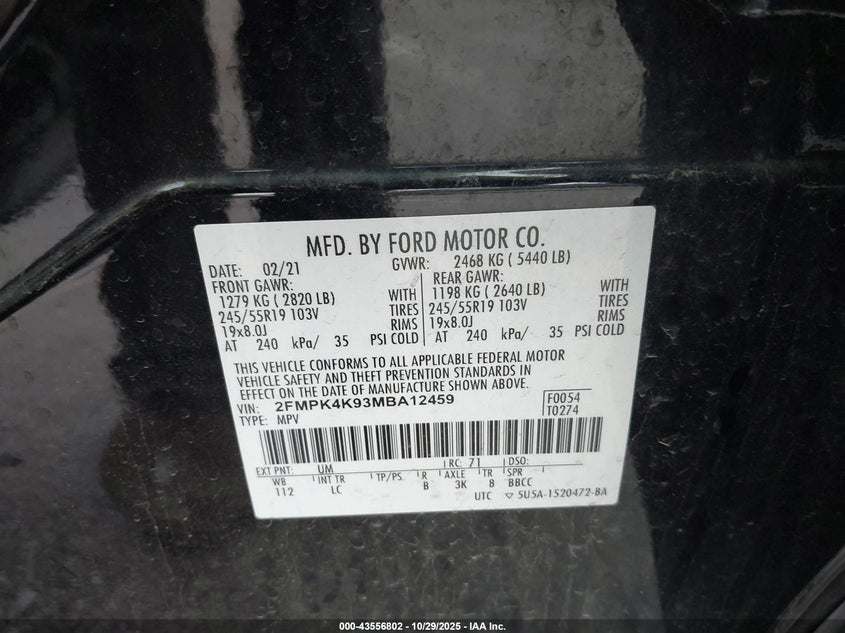 MFD. BY FORD MOTOR CO.
DATE: 02/21 GVWR: 2468 KG ( 5440 LB)
FRONT GAWR: REAR GAWR:
1279 KG ( 2820 LB) WITH 1198 KG ( 2640 LB) WITH
245/55R19 103V TIRES 245/55R19 103V TIRES
19x8.0J RIMS 19x8.0J RIMS
AT 240 kPa/ 35 PSI COLD AT 240 kPa/ 35 PSI COLD
THIS VEHICLE CONFORMS TO ALL APPLICABLE FEDERAL MOTOR
VEHICLE SAFETY AND THEFT PREVENTION STANDARDS IN
EFFECT ON THE DATE OF MANUFACTURE SHOWN ABOVE.
VIN: 2FMPK4K93MBA12459 F0054
TYPE: MPV T0274
EXT PNT: UM RC: 71 DSO:
WB INT TR TP/PS R AXLE TR SPR
112 LC B 3K 8 BBCC
UTC ▽ 5U5A-1520472-BA
000-43556802 - 10/29/2025 - IAA Inc.